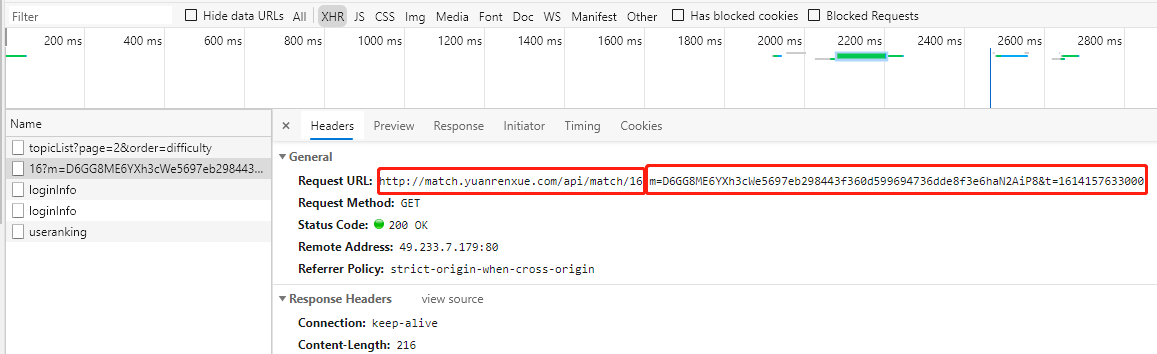 Filter Hide data URLs All XHR JS CSS Img Media Font Doc WS Manifest Other Has blocked cookies Blocked Requests
200 ms 400 ms 600 ms 800 ms 1000 ms 1200 ms 1400 ms 1600 ms 1800 ms 2000 ms 2200 ms 2400 ms 2600 ms 2800 ms
Name
topicList?page=2&order=difficulty
16?m=D6GG8ME6YXh3cWe5697eb298443...
loginInfo
loginInfo
useranking
× Headers Preview Response Initiator Timing Cookies
General
Request URL: http://match.yuanrenxue.com/api/match/16 m=D6GG8ME6YXh3cWe5697eb298443f360d599694736dde8f3e6haN2AiP8&t=1614157633000
Request Method: GET
Status Code: 200 OK
Remote Address: 49.233.7.179:80
Referrer Policy: strict-origin-when-cross-origin
Response Headers view source
Connection: keep-alive
Content-Length: 216